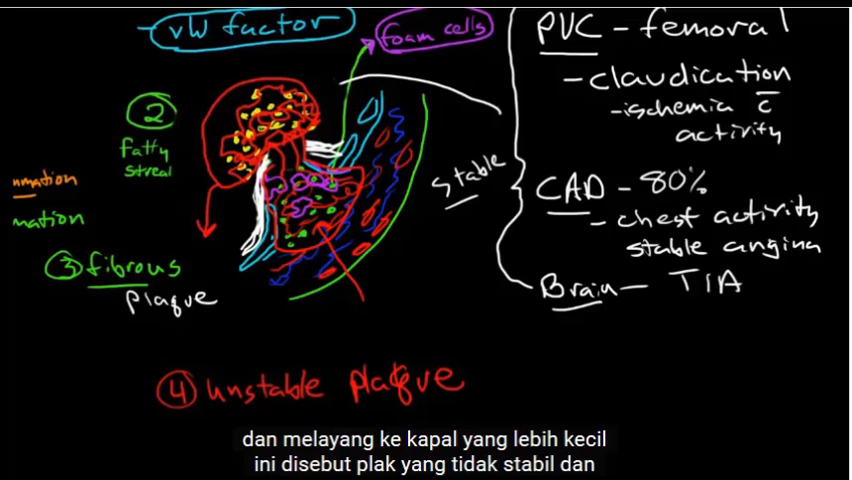 vW factor
foam cells
PVC - femoral
- claudication
- ischemia c̄
activity
2
fatty
streal
nmation
mation
stable
CAD - 80%
- chest activity
stable angina
3 fibrous
plaque
Brain - TIA
4 unstable plaque
dan melayang ke kapal yang lebih kecil
ini disebut plak yang tidak stabil dan